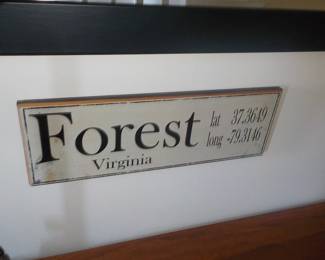 Forest
Virginia
lat 37.3649
long -79.3146